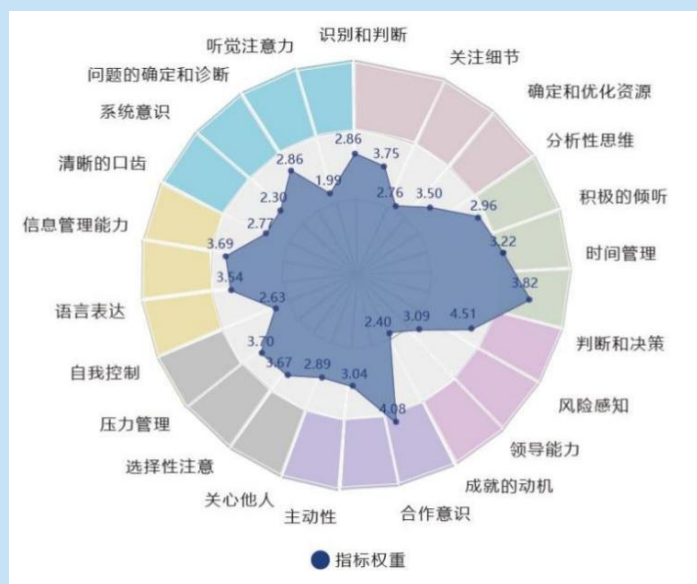 识别和判断
关注细节
确定和优化资源
分析性思维
积极的倾听
时间管理
判断和决策
风险感知
领导能力
成就的动机
合作意识
主动性
关心他人
选择性注意
压力管理
自我控制
语言表达
信息管理能力
清晰的口齿
系统意识
问题的确定和诊断
听觉注意力
2.86
3.75
2.76
3.50
2.96
3.22
3.82
4.51
3.09
2.40
4.08
3.04
2.89
3.67
3.70
2.63
3.54
3.69
2.77
2.30
2.86
1.99
指标权重